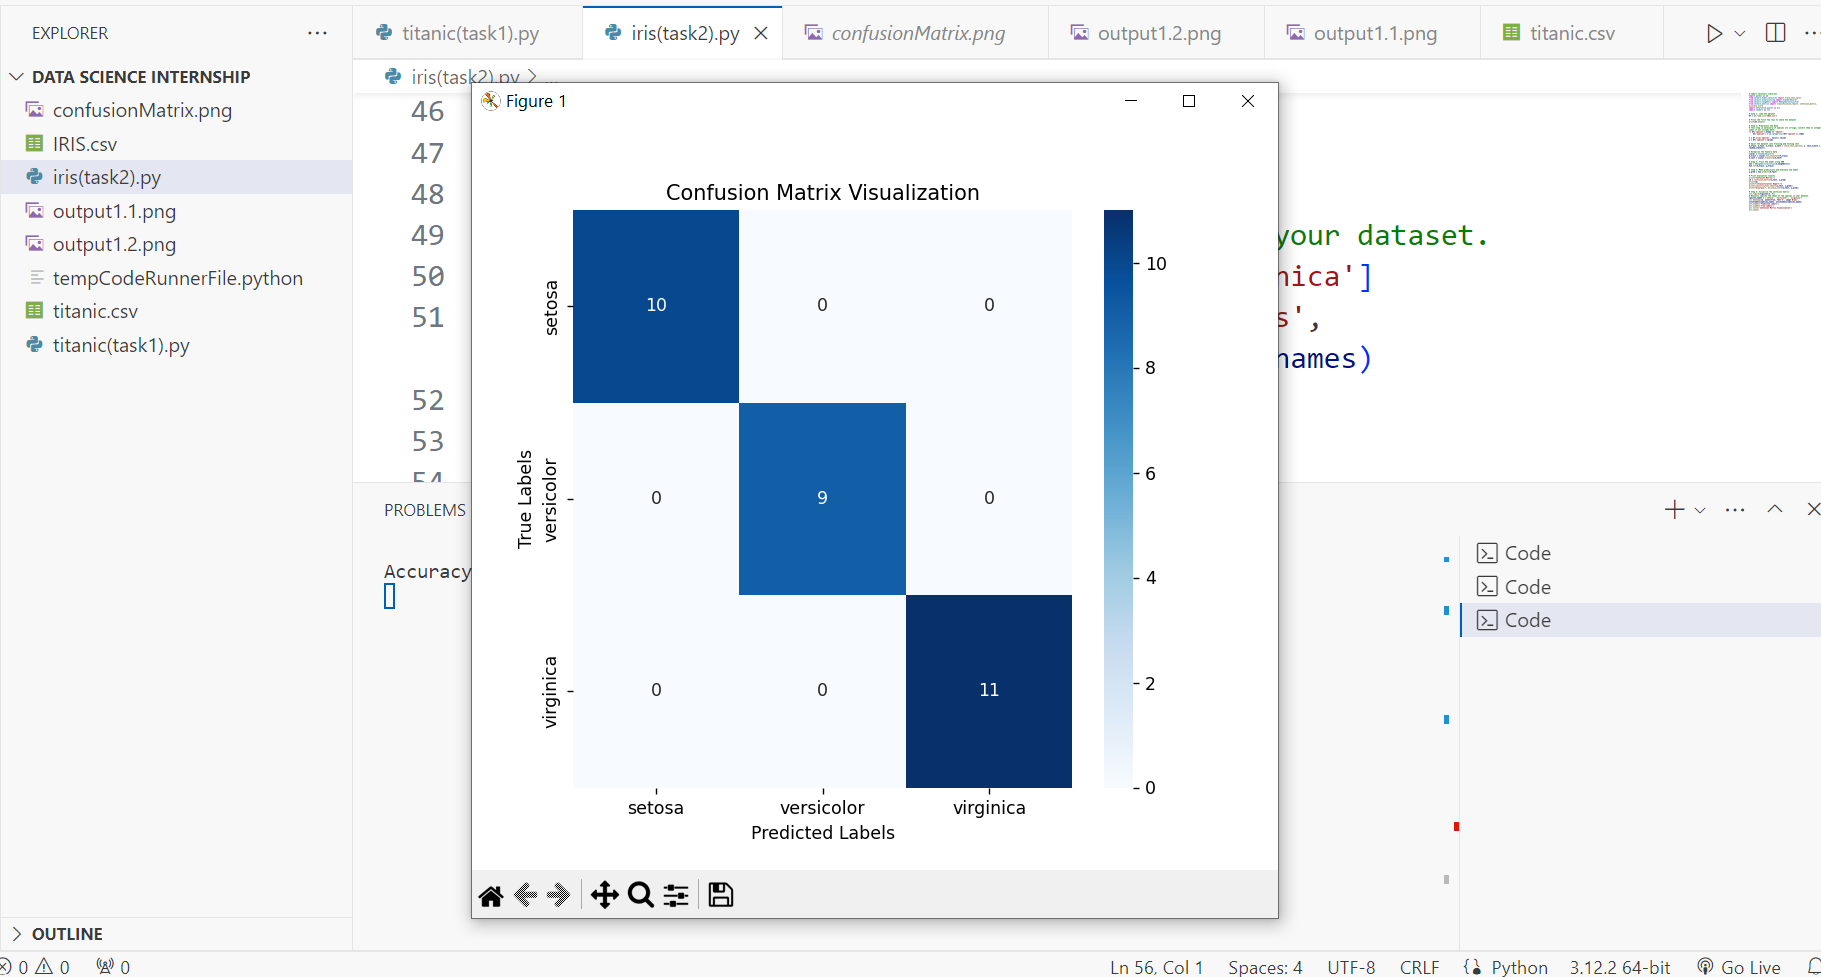 EXPLORER
DATA SCIENCE INTERNSHIP
confusionMatrix.png
IRIS.csv
iris(task2).py
output1.1.png
output1.2.png
tempCodeRunnerFile.python
titanic.csv
titanic(task1).py
OUTLINE
titanic(task1).py
iris(task2).py
confusionMatrix.png
output1.2.png
output1.1.png
titanic.csv
iris(task2).py > ...
46
47
48
49 your dataset.
50 nica']
51 s',
names)
52
53
54
Figure 1
Confusion Matrix Visualization
True Labels
setosa
versicolor
virginica
10 0 0
0 9 0
0 0 11
setosa versicolor virginica
Predicted Labels
10
8
6
4
2
0
PROBLEMS
Accuracy
Code
Code
Code
0 0 0
Ln 56, Col 1 Spaces: 4 UTF-8 CRLF Python 3.12.2 64-bit Go Live